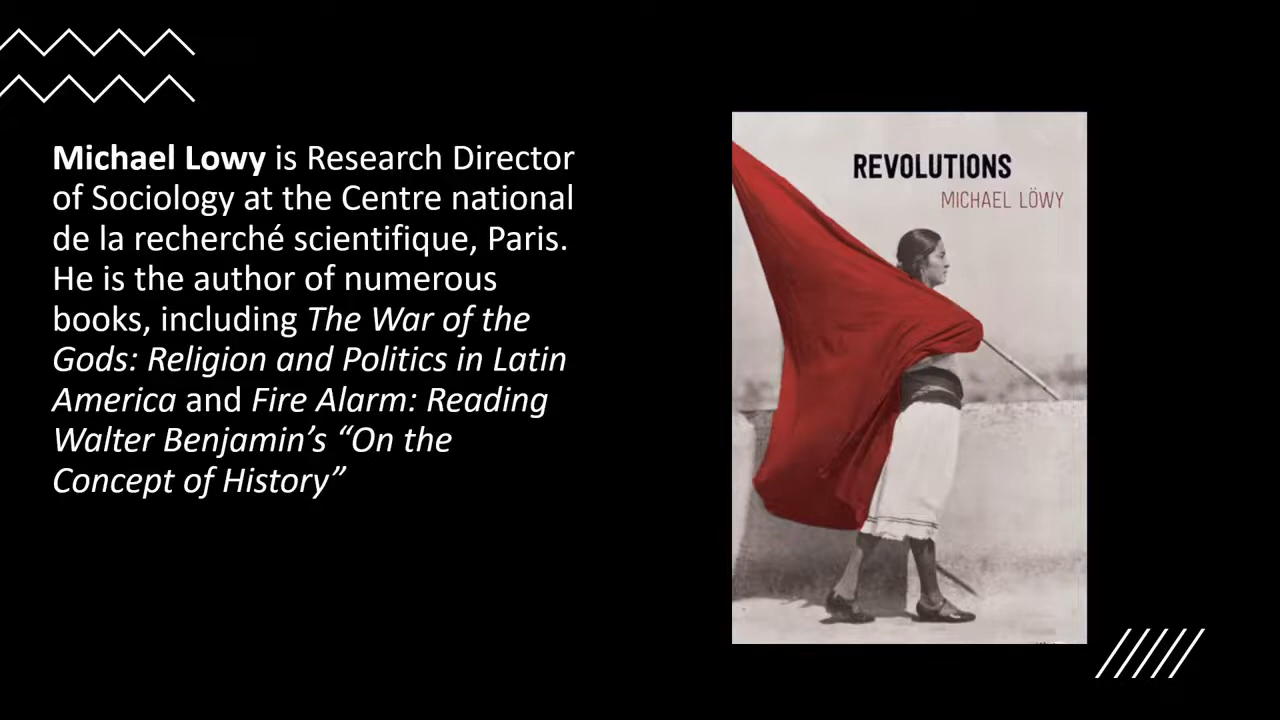 Michael Lowy is Research Director
of Sociology at the Centre national
de la recherché scientifique, Paris.
He is the author of numerous
books, including The War of the
Gods: Religion and Politics in Latin
America and Fire Alarm: Reading
Walter Benjamin’s “On the
Concept of History”
REVOLUTIONS
MICHAEL LÖWY